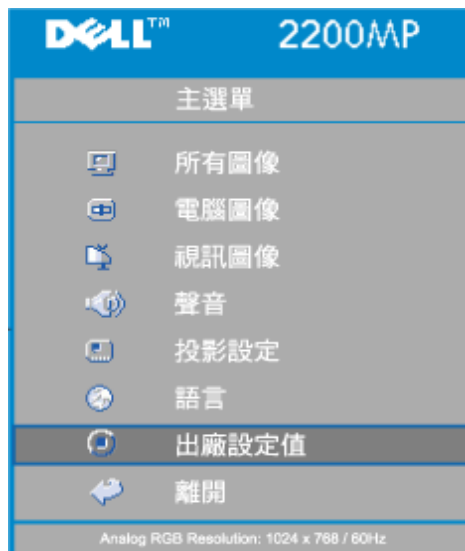 DELL™ 2200MP
主選單
所有圖像
電腦圖像
視訊圖像
聲音
投影設定
語言
出廠設定值
離開
Analog RGB Resolution: 1024 x 768 / 60Hz